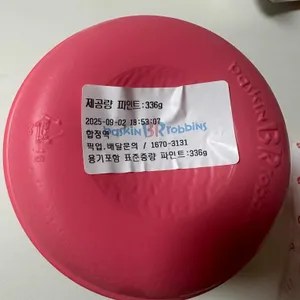 제공량 파인트:336g
2025-09-02 18:53:07
합정역
baskin BR robbins
픽업.배달문의 / 1670-3131
용기포함 표준중량 파인트:336g
baskin BR robbins